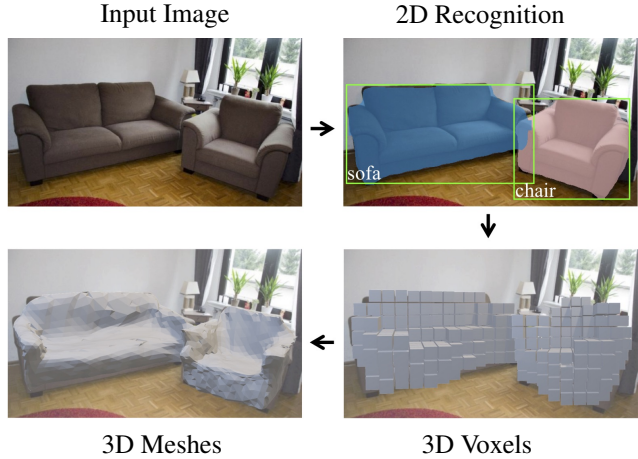 Input Image
2D Recognition
sofa
chair
3D Meshes
3D Voxels